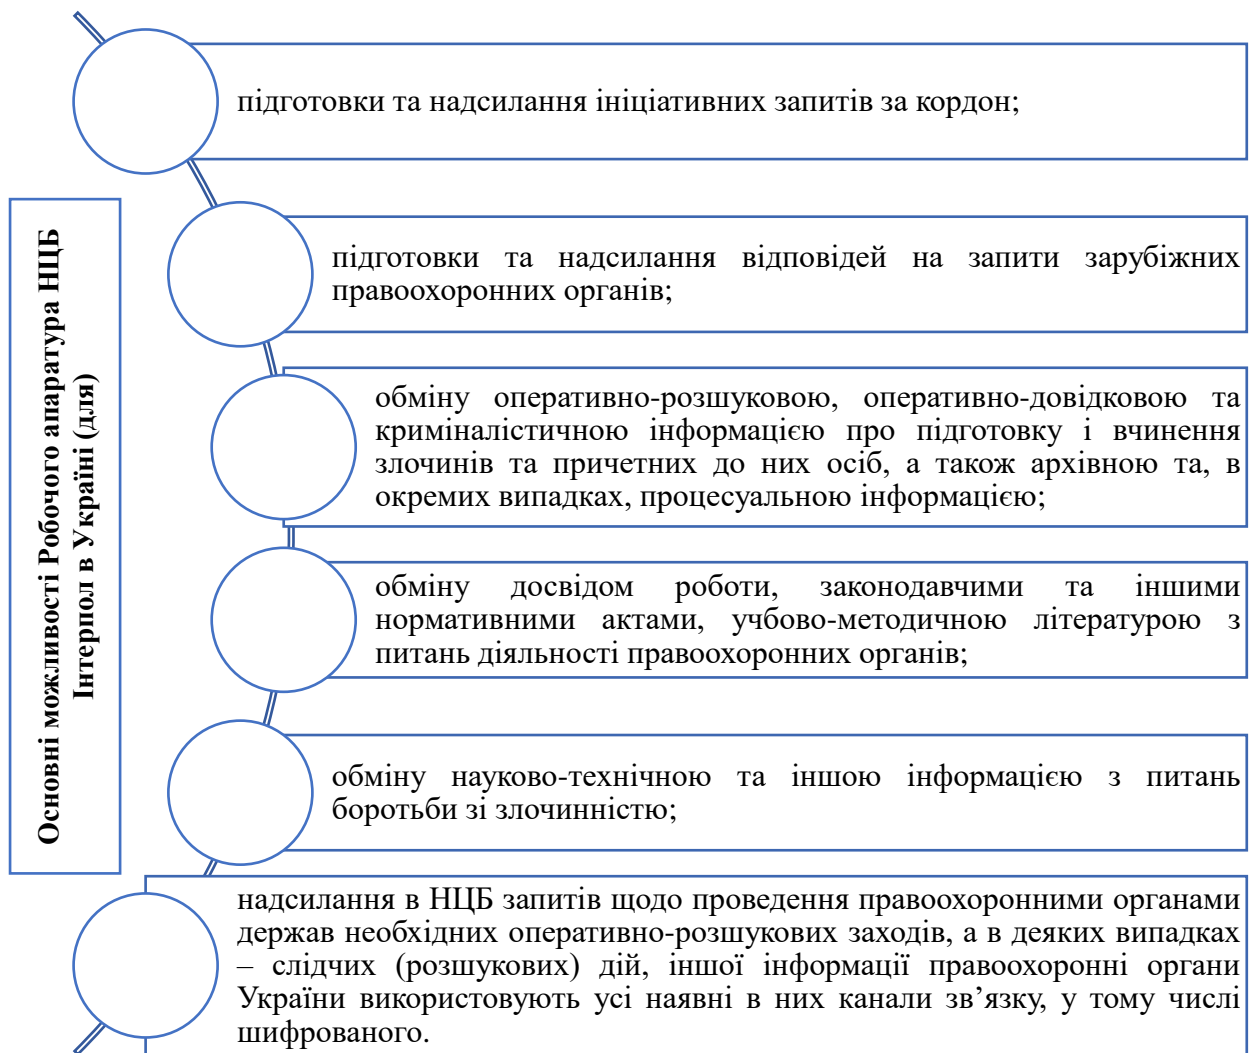 Основні можливості Робочого апаратура НЦБ
Інтерпол в Україні (для)
підготовки та надсилання ініціативних запитів за кордон;
підготовки та надсилання відповідей на запити зарубіжних
правоохоронних органів;
обміну оперативно-розшуковою, оперативно-довідковою та
криміналістичною інформацією про підготовку і вчинення
злочинів та причетних до них осіб, а також архівною та, в
окремих випадках, процесуальною інформацією;
обміну досвідом роботи, законодавчими та іншими
нормативними актами, учбово-методичною літературою з
питань діяльності правоохоронних органів;
обміну науково-технічною та іншою інформацією з питань
боротьби зі злочинністю;
надсилання в НЦБ запитів щодо проведення правоохоронними органами
держав необхідних оперативно-розшукових заходів, а в деяких випадках
– слідчих (розшукових) дій, іншої інформації правоохоронні органи
України використовують усі наявні в них канали зв’язку, у тому числі
шифрованого.